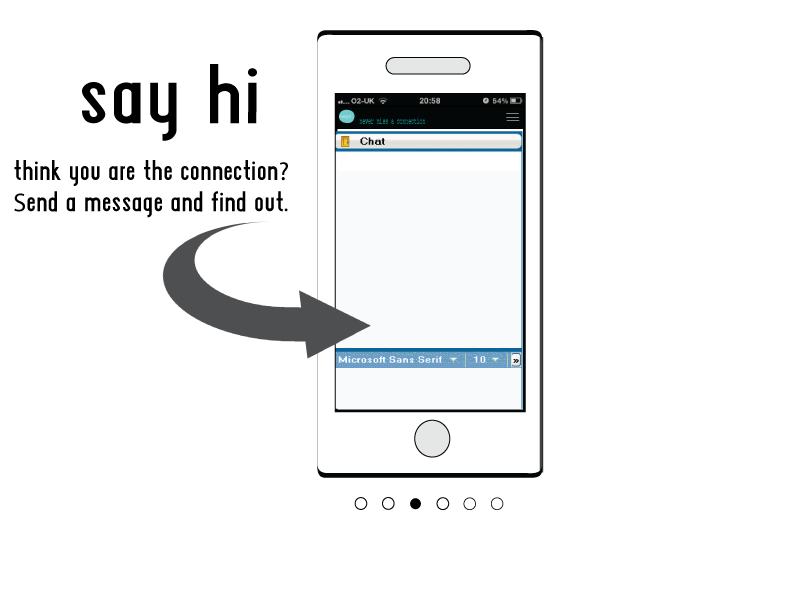 say hi
think you are the connection?
Send a message and find out.
O2-UK 20:58 54%
never miss a connection
Chat
Microsoft Sans Serif 10